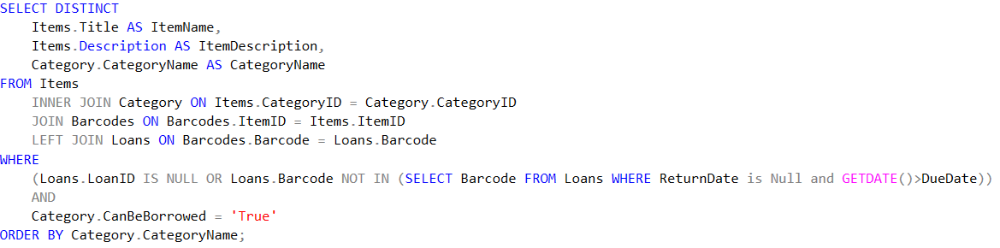 SELECT DISTINCT
    Items.Title AS ItemName,
    Items.Description AS ItemDescription,
    Category.CategoryName AS CategoryName
FROM Items
    INNER JOIN Category ON Items.CategoryID = Category.CategoryID
    JOIN Barcodes ON Barcodes.ItemID = Items.ItemID
    LEFT JOIN Loans ON Barcodes.Barcode = Loans.Barcode
WHERE
    (Loans.LoanID IS NULL OR Loans.Barcode NOT IN (SELECT Barcode FROM Loans WHERE ReturnDate is Null and GETDATE()>DueDate))
    AND
    Category.CanBeBorrowed = 'True'
ORDER BY Category.CategoryName;